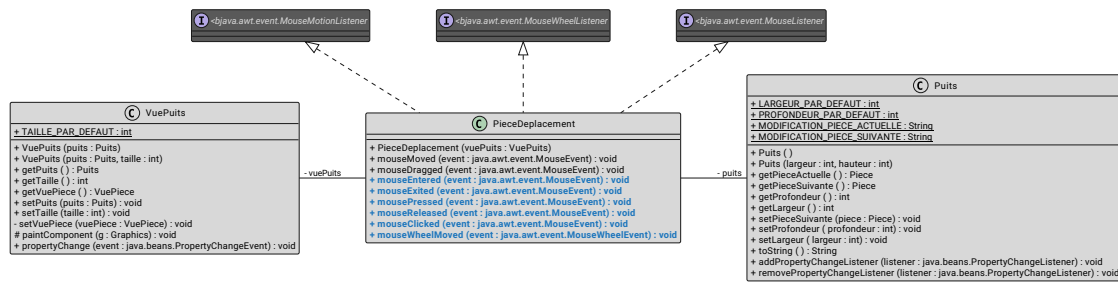 I <bjava.awt.event.MouseMotionListener
I <bjava.awt.event.MouseWheelListener
I <bjava.awt.event.MouseListener
C VuePuits
+ TAILLE_PAR_DEFAUT : int
+ VuePuits (puits : Puits)
+ VuePuits (puits : Puits, taille : int)
+ getPuits ( ) : Puits
+ getTaille ( ) : int
+ getVuePiece ( ) : VuePiece
+ setPuits (puits : Puits) : void
+ setTaille (taille : int) : void
- setVuePiece (vuePiece : VuePiece) : void
# paintComponent (g : Graphics) : void
+ propertyChange (event : java.beans.PropertyChangeEvent) : void
- vuePuits
C PieceDeplacement
+ PieceDeplacement (vuePuits : VuePuits)
+ mouseMoved (event : java.awt.event.MouseEvent) : void
+ mouseDragged (event : java.awt.event.MouseEvent) : void
+ mouseEntered (event : java.awt.event.MouseEvent) : void
+ mouseExited (event : java.awt.event.MouseEvent) : void
+ mousePressed (event : java.awt.event.MouseEvent) : void
+ mouseReleased (event : java.awt.event.MouseEvent) : void
+ mouseClicked (event : java.awt.event.MouseEvent) : void
+ mouseWheelMoved (event : java.awt.event.MouseWheelEvent) : void
- puits
C Puits
+ LARGEUR_PAR_DEFAUT : int
+ PROFONDEUR_PAR_DEFAUT : int
+ MODIFICATION_PIECE_ACTUELLE : String
+ MODIFICATION_PIECE_SUIVANTE : String
+ Puits ( )
+ Puits (largeur : int, hauteur : int)
+ getPieceActuelle ( ) : Piece
+ getPieceSuivante ( ) : Piece
+ getProfondeur ( ) : int
+ getLargeur ( ) : int
+ setPieceSuivante (piece : Piece) : void
+ setProfondeur ( profondeur : int) : void
+ setLargeur ( largeur : int) : void
+ toString ( ) : String
+ addPropertyChangeListener (listener : java.beans.PropertyChangeListener) : void
+ removePropertyChangeListener (listener : java.beans.PropertyChangeListener) : void